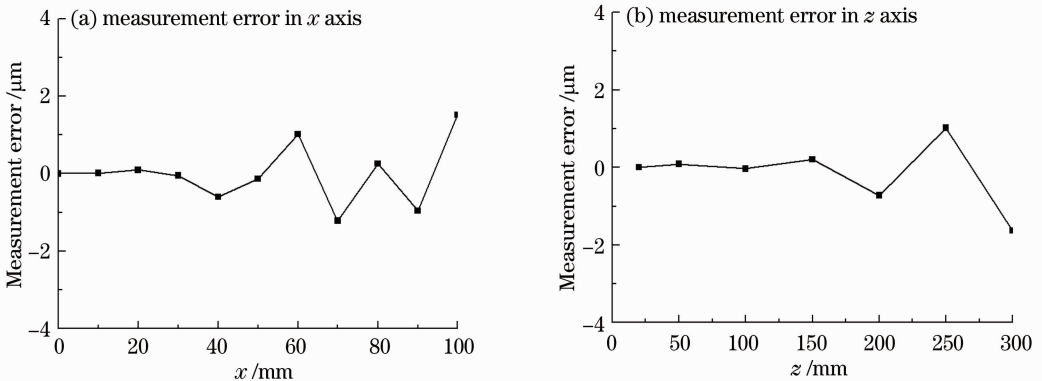 (a) measurement error in x axis
Measurement error /μm
4
2
0
−2
−4
0 20 40 60 80 100
x /mm
(b) measurement error in z axis
Measurement error /μm
4
2
0
−2
−4
0 50 100 150 200 250 300
z /mm